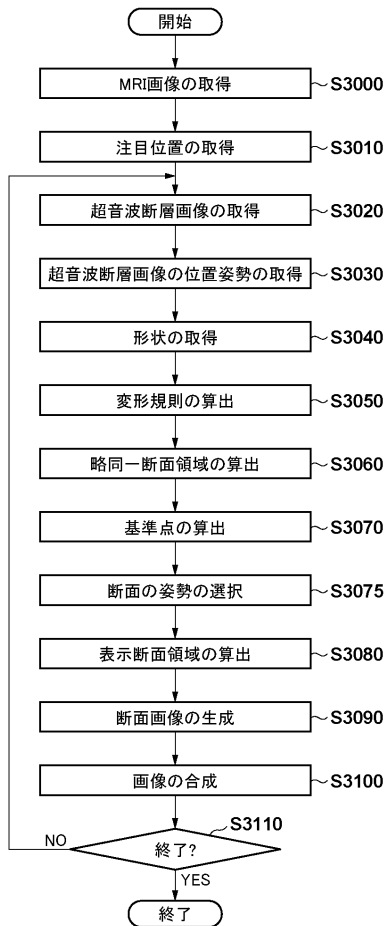 開始
MRI画像の取得 S3000
注目位置の取得 S3010
超音波断層画像の取得 S3020
超音波断層画像の位置姿勢の取得 S3030
形状の取得 S3040
変形規則の算出 S3050
略同一断面領域の算出 S3060
基準点の算出 S3070
断面の姿勢の選択 S3075
表示断面領域の算出 S3080
断面画像の生成 S3090
画像の合成 S3100
S3110
NO 終了?
YES
終了